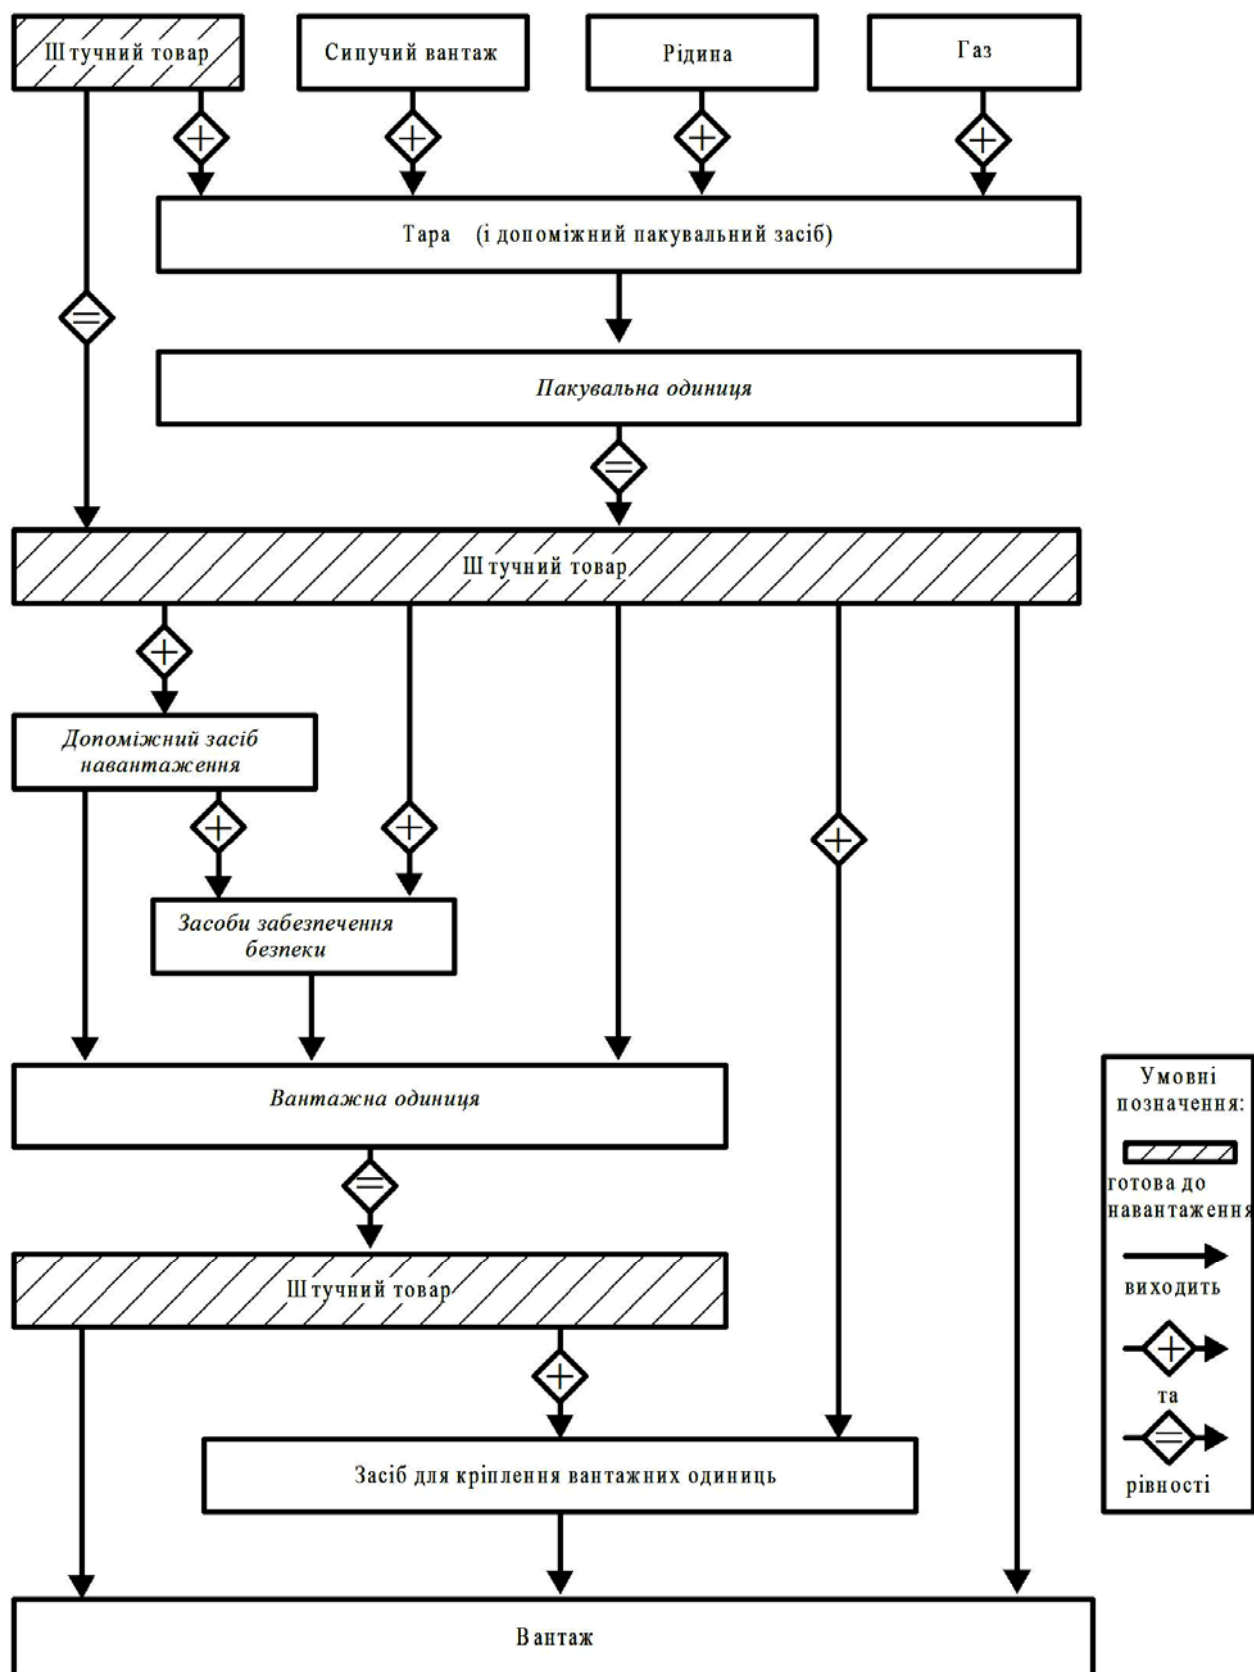 Штучний товар
Сипучий вантаж
Рідина
Газ
Тара (і допоміжний пакувальний засіб)
Пакувальна одиниця
Штучний товар
Допоміжний засіб
навантаження
Засоби забезпечення
безпеки
Вантажна одиниця
Штучний товар
Засіб для кріплення вантажних одиниць
Вантаж
Умовні
позначення:
готова до
навантаження
виходить
та
рівності